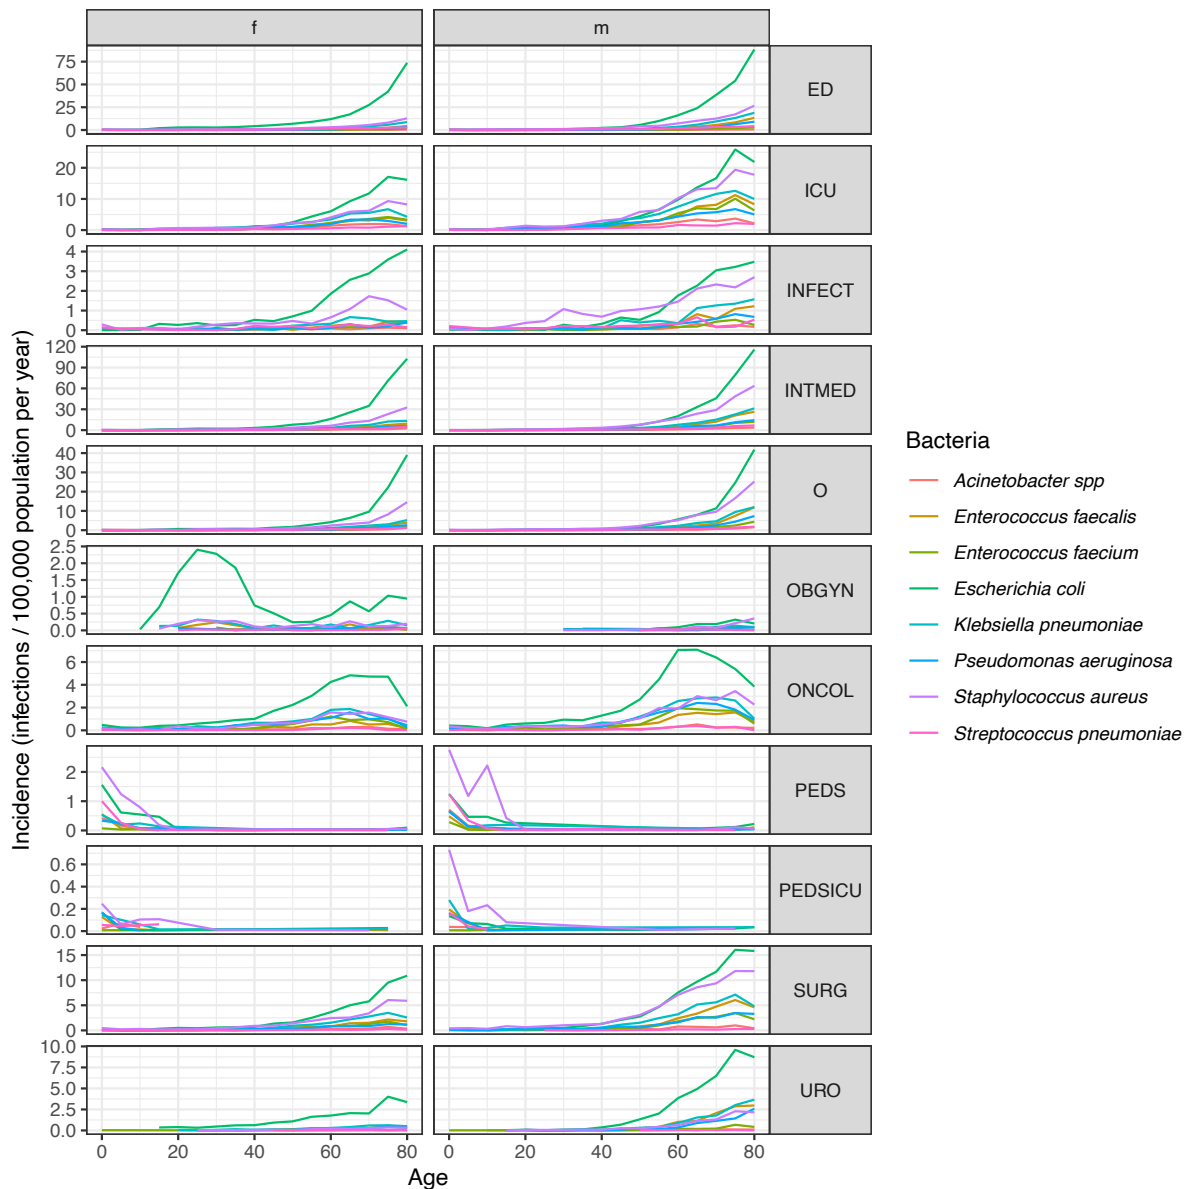 f
m
75
50
25
0
ED
20
10
0
ICU
4
3
2
1
0
INFECT
120
90
60
30
0
INTMED
40
30
20
10
0
O
2.5
2.0
1.5
1.0
0.5
0.0
OBGYN
6
4
2
0
ONCOL
2
1
0
PEDS
0.6
0.4
0.2
0.0
PEDSICU
15
10
5
0
SURG
10.0
7.5
5.0
2.5
0.0
URO
0 20 40 60 80 0 20 40 60 80
Age
Incidence (infections / 100,000 population per year)
Bacteria
Acinetobacter spp
Enterococcus faecalis
Enterococcus faecium
Escherichia coli
Klebsiella pneumoniae
Pseudomonas aeruginosa
Staphylococcus aureus
Streptococcus pneumoniae